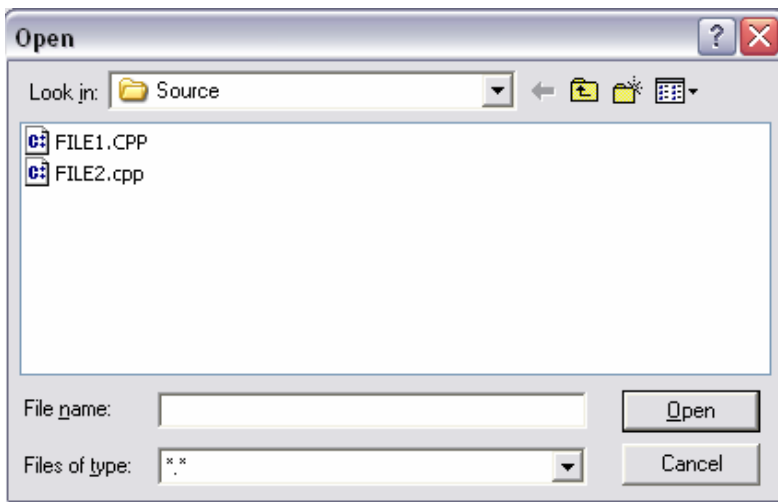 Open
Look in: Source
FILE1.CPP
FILE2.cpp
File name: Open
Files of type: *.* Cancel